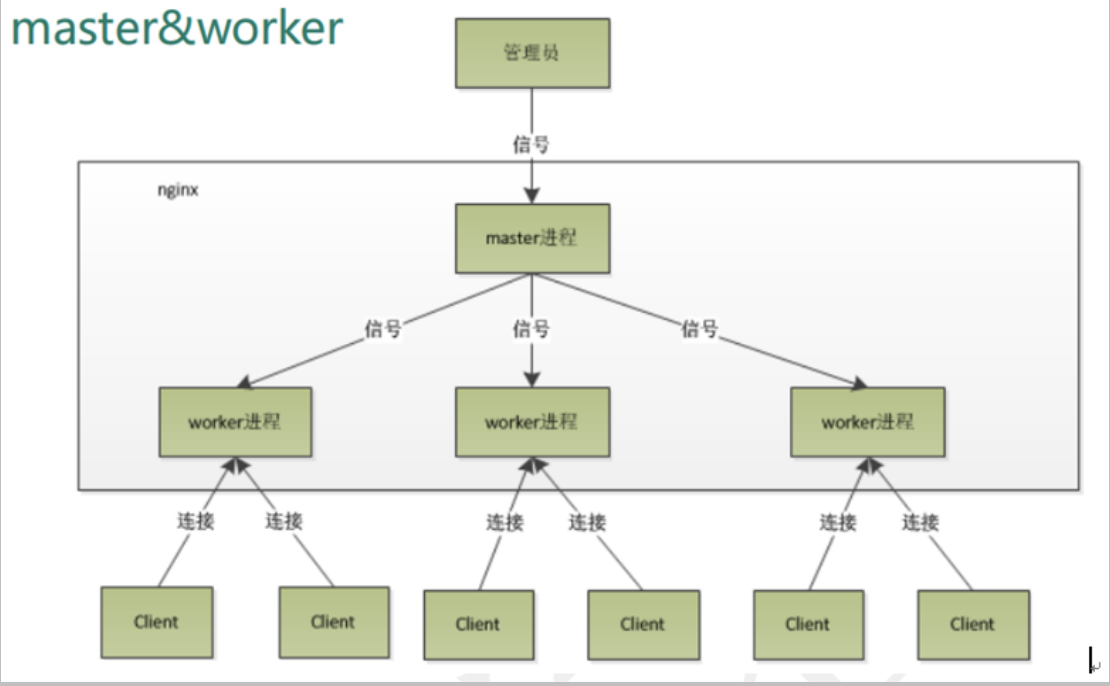 master&worker
管理员
信号
nginx
master进程
信号 信号 信号
worker进程 worker进程 worker进程
连接 连接 连接 连接 连接 连接
Client Client Client Client Client Client